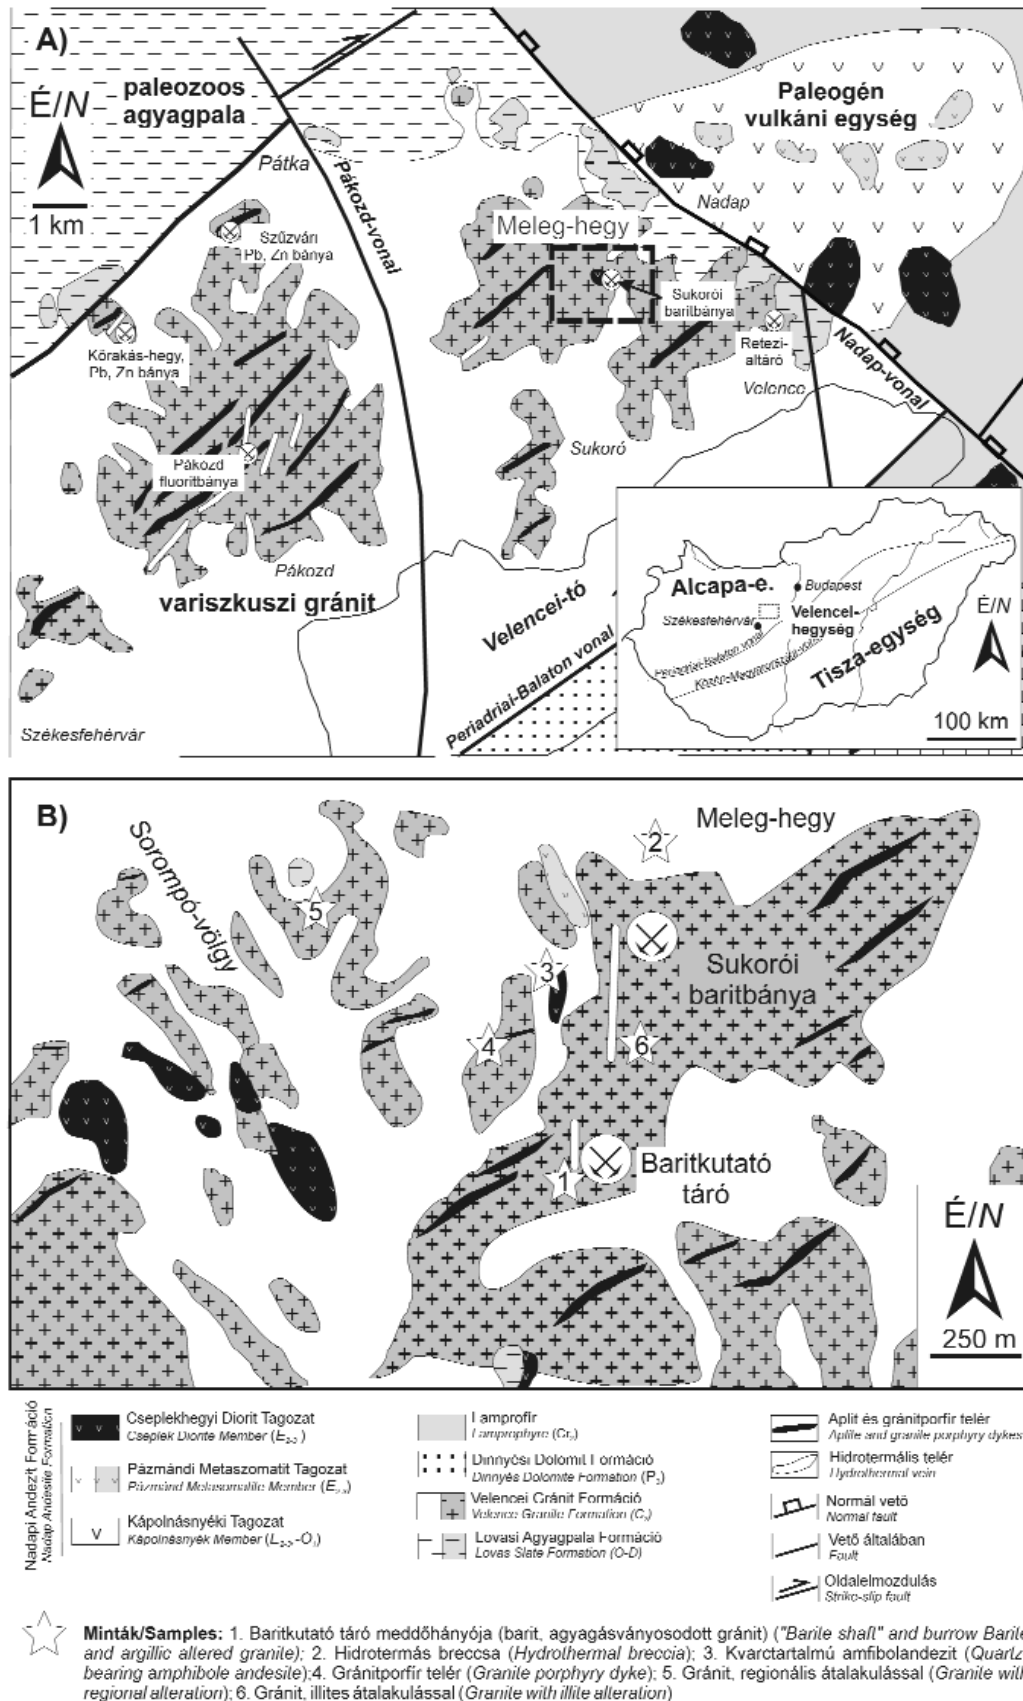 A)
paleozoos
agyagpala
É/N
1 km
Pátka
Pákozd-vonal
Szűzvári
Pb, Zn bánya
Kőrakás-hegy,
Pb, Zn bánya
Pákozd
fluoritbánya
Pákozd
variszkuszi gránit
Székesfehérvár
Paleogén
vulkáni egység
Nadap
Meleg-hegy
Sukorói
baritbánya
Retezi-
altáró
Velence
Nadap-vonal
Sukoró
Velencei-tó
Periadriai-Balaton vonal
Alcapa-e.
Budapest
Székesfehérvár
Velencei-
hegység
Periadriai-Balaton vonal
Tisza-egység
É/N
100 km
B)
Sorompó-völgy
Meleg-hegy
2
5
3
Sukorói
baritbánya
4
6
1
Baritkutató
táró
É/N
250 m
Nadapi Andezit Formáció
Nadap Andesite Formation
Cseplekhegyi Diorit Tagozat
Cseplek Diorite Member
Pázmándi Metaszomatit Tagozat
Pázmánd Metasomatite Member
Kápolnásnyéki Tagozat
Kápolnásnyék Member
Lamprofír
Lamprophyre
Dinnyési Dolomit Formáció
Dinnyés Dolomite Formation
Velencei Gránit Formáció
Velence Granite Formation
Lovasi Agyagpala Formáció
Lovas Slate Formation (O-D)
Aplit és gránitporfír telér
Aplite and granite porphyry dykes
Hidrotermális telér
Hydrothermal vein
Normál vető
Normal fault
Vető általában
Fault
Oldalelmozdulás
Strike-slip fault
Minták/Samples: 1. Baritkutató táró meddőhányója (barit, agyagásványosodott gránit) ("Barite shaft" and burrow Barite
and argillic altered granite); 2. Hidrotermás breccsa (Hydrothermal breccia); 3. Kvarctartalmú amfibolandezit (Quartz-
bearing amphibole andesite);4. Gránitporfír telér (Granite porphyry dyke); 5. Gránit, regionális átalakulással (Granite with
regional alteration); 6. Gránit, illites átalakulással (Granite with illite alteration)